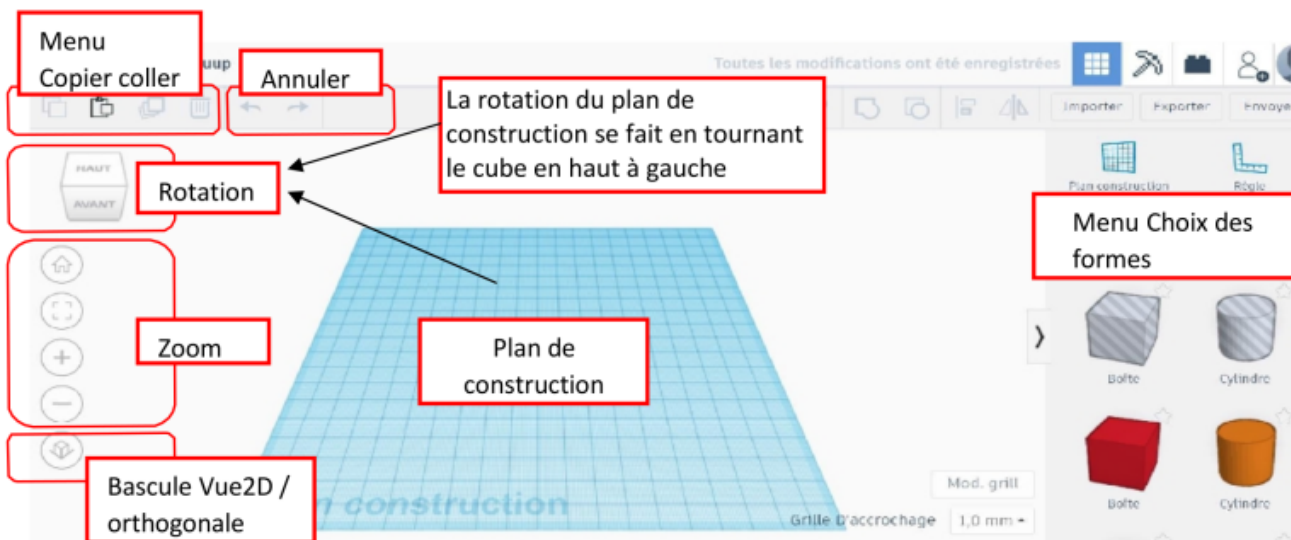 Menu
Copier coller
uup
Annuler
Toutes les modifications ont été enregistrées
La rotation du plan de
construction se fait en tournant
le cube en haut à gauche
Importer
Exporter
Envoye
HAUT
AVANT
Rotation
Plan construction
Règle
Menu Choix des
formes
Zoom
Plan de
construction
Boîte
Cylindre
Boîte
Cylindre
Bascule Vue2D /
orthogonale
n construction
Mod. grill
Grille D'accrochage
1,0 mm